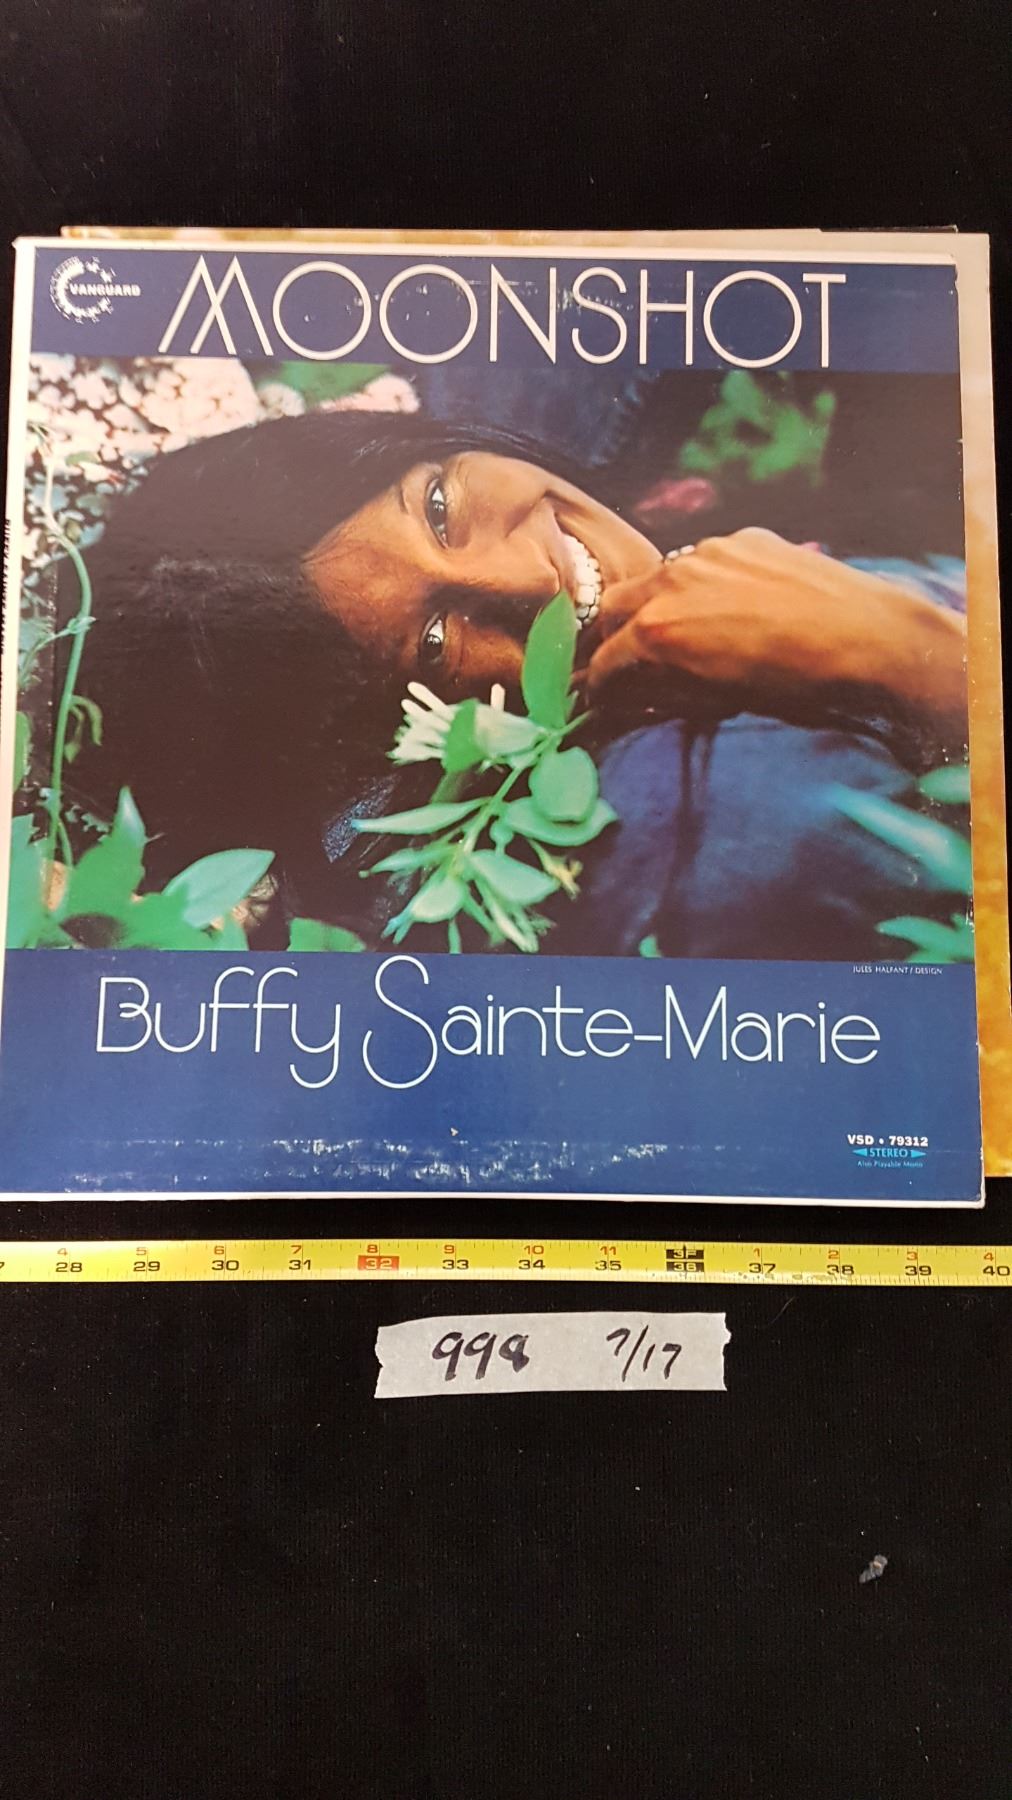 VANGUARD
MOONSHOT
JULES HALFANT / DESIGN
Buffy Sainte-Marie
VSD • 79312
STEREO
Also Playable Mono
4 5 6 7 8 9 10 11 3F 1 2 3 4
28 29 30 31 32 33 34 35 36 37 38 39 40
998 7/17